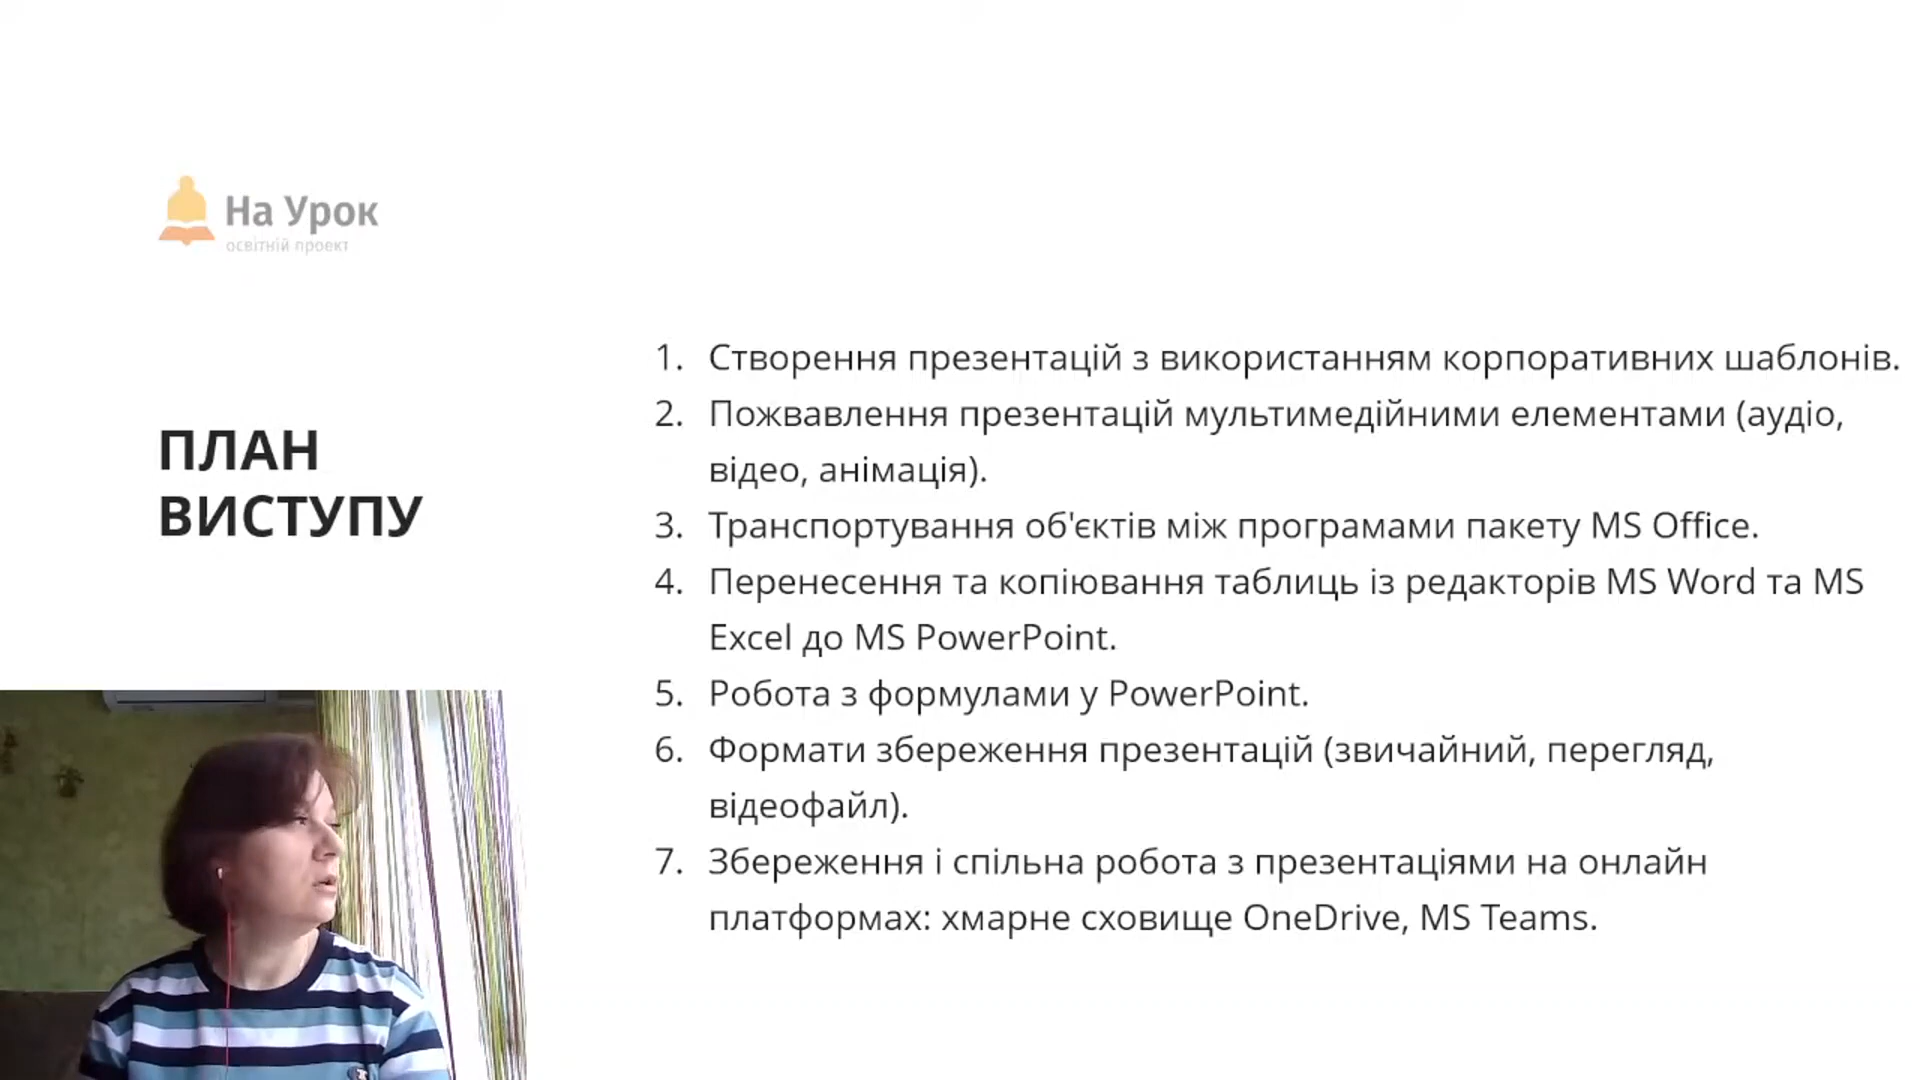 На Урок
освітній проект
ПЛАН
ВИСТУПУ
1. Створення презентацій з використанням корпоративних шаблонів.
2. Пожвавлення презентацій мультимедійними елементами (аудіо,
відео, анімація).
3. Транспортування об'єктів між програмами пакету MS Office.
4. Перенесення та копіювання таблиць із редакторів MS Word та MS
Excel до MS PowerPoint.
5. Робота з формулами у PowerPoint.
6. Формати збереження презентацій (звичайний, перегляд,
відеофайл).
7. Збереження і спільна робота з презентаціями на онлайн
платформах: хмарне сховище OneDrive, MS Teams.